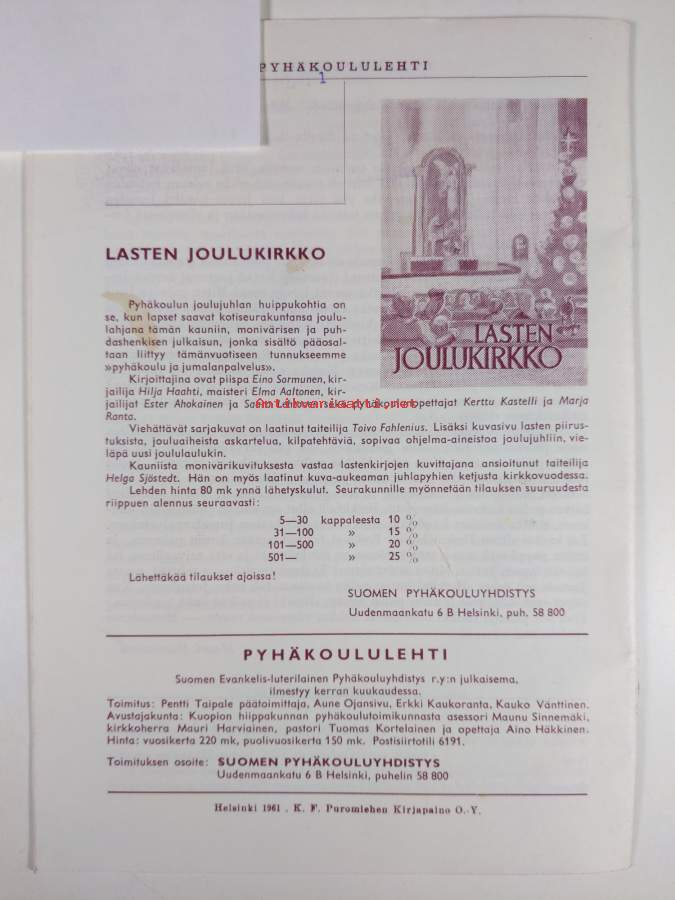 PYHÄKOULULEHTI
1
LASTEN
JOULUKIRKKO
LASTEN JOULUKIRKKO
Pyhäkoulun joulujuhlan huippukohtia on
se, kun lapset saavat kotiseurakuntansa joulu-
lahjana tämän kauniin, monivärisen ja puh-
dashenkisen julkaisun, jonka sisältö pääosal-
taan liittyy tämänvuotiseen tunnukseemme
»pyhäkoulu ja jumalanpalvelus».
Kirjoittajina ovat piispa Eino Sormunen, kir-
jailija Hilja Haahti, maisteri Elma Aaltonen, kir-
jailijat Ester Ahokainen ja Saimi Lehtovuori sekä pyhäkoulunopettajat Kerttu Kastelli ja Marja
Ranta.
Viehättävät sarjakuvat on laatinut taiteilija Toivo Fahlenius. Lisäksi kuvasivu lasten piirus-
tuksista, jouluaiheista askartelua, kilpatehtäviä, sopivaa ohjelma-aineistoa joulujuhliin, vie-
läpä uusi joululaulukin.
Kauniista monivärikuvituksesta vastaa lastenkirjojen kuvittajana ansioitunut taiteilija
Helga Sjöstedt. Hän on myös laatinut kuva-aukeaman juhlapyhien ketjusta kirkkovuodessa.
Lehden hinta 80 mk ynnä lähetyskulut. Seurakunnille myönnetään tilauksen suuruudesta
riippuen alennus seuraavasti:
5—30 kappaleesta 10 %
31—100 » 15 %
101—500 » 20 %
501— » 25 %
Lähettäkää tilaukset ajoissa!
SUOMEN PYHÄKOULUYHDISTYS
Uudenmaankatu 6 B Helsinki, puh. 58 800
PYHÄKOULULEHTI
Suomen Evankelis-luterilainen Pyhäkouluyhdistys r.y:n julkaisema,
ilmestyy kerran kuukaudessa.
Toimitus: Pentti Taipale päätoimittaja, Aune Ojansivu, Erkki Kaukoranta, Kauko Vänttinen.
Avustajakunta: Kuopion hiippakunnan pyhäkoulutoimikunnasta asessori Maunu Sinnemäki,
kirkkoherra Mauri Harviainen, pastori Tuomas Kortelainen ja opettaja Aino Häkkinen.
Hinta: vuosikerta 220 mk, puolivuosikerta 150 mk. Postisiirtotili 6191.
Toimituksen osoite: SUOMEN PYHÄKOULUYHDISTYS
Uudenmaankatu 6 B Helsinki, puhelin 58 800
Helsinki 1961 . K. F. Puromiehen Kirjapaino O.-Y.